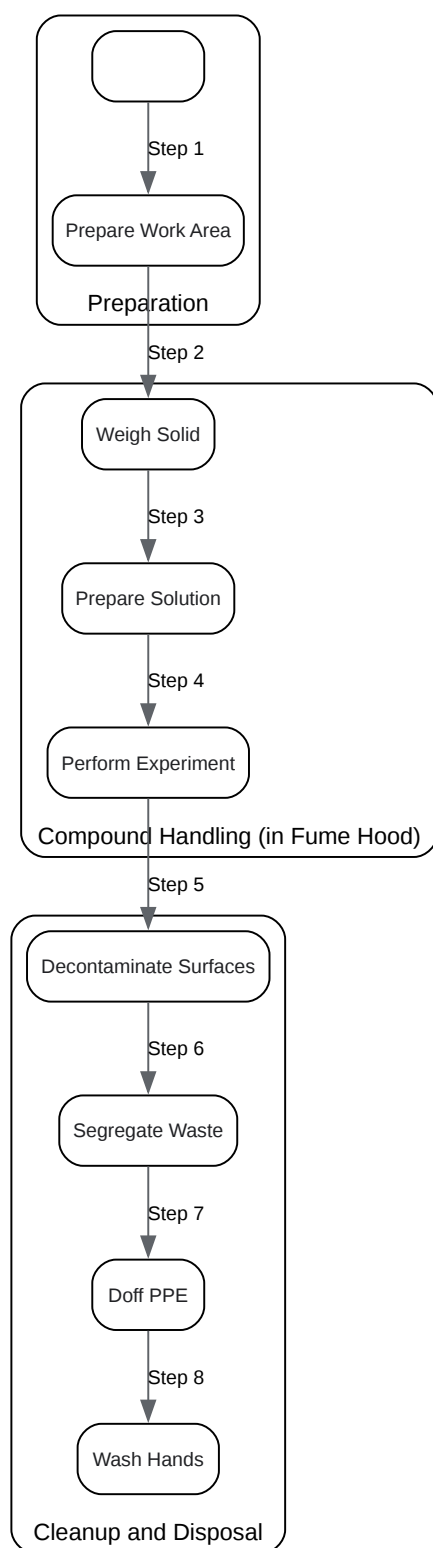 Step 1
Prepare Work Area
Preparation
Step 2
Weigh Solid
Step 3
Prepare Solution
Step 4
Perform Experiment
Compound Handling (in Fume Hood)
Step 5
Decontaminate Surfaces
Step 6
Segregate Waste
Step 7
Doff PPE
Step 8
Wash Hands
Cleanup and Disposal